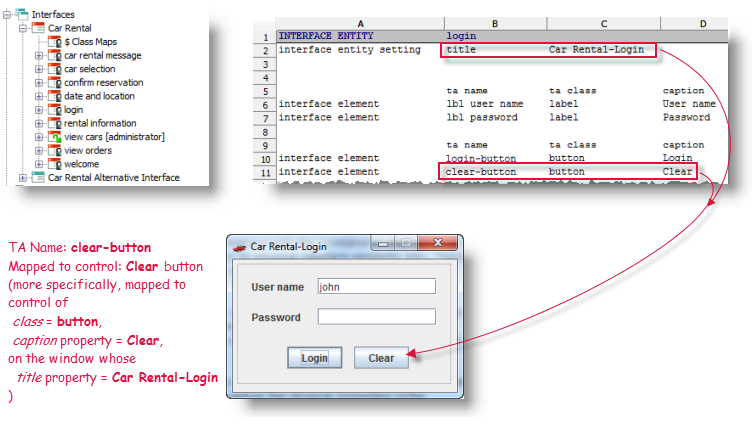 Interfaces
Car Rental
$ Class Maps
car rental message
car selection
confirm reservation
date and location
login
rental information
view cars [administrator]
view orders
welcome
Car Rental Alternative Interface
A B C D
1 INTERFACE ENTITY login
2 interface entity setting title Car Rental-Login
3
4
5 ta name ta class caption
6 interface element lbl user name label User name
7 interface element lbl password label Password
8
9 ta name ta class caption
10 interface element login-button button Login
11 interface element clear-button button Clear
TA Name: clear-button
Mapped to control: Clear button
(more specifically, mapped to
control of
class = button,
caption property = Clear,
on the window whose
title property = Car Rental-Login
)
Car Rental-Login
User name john
Password
Login Clear